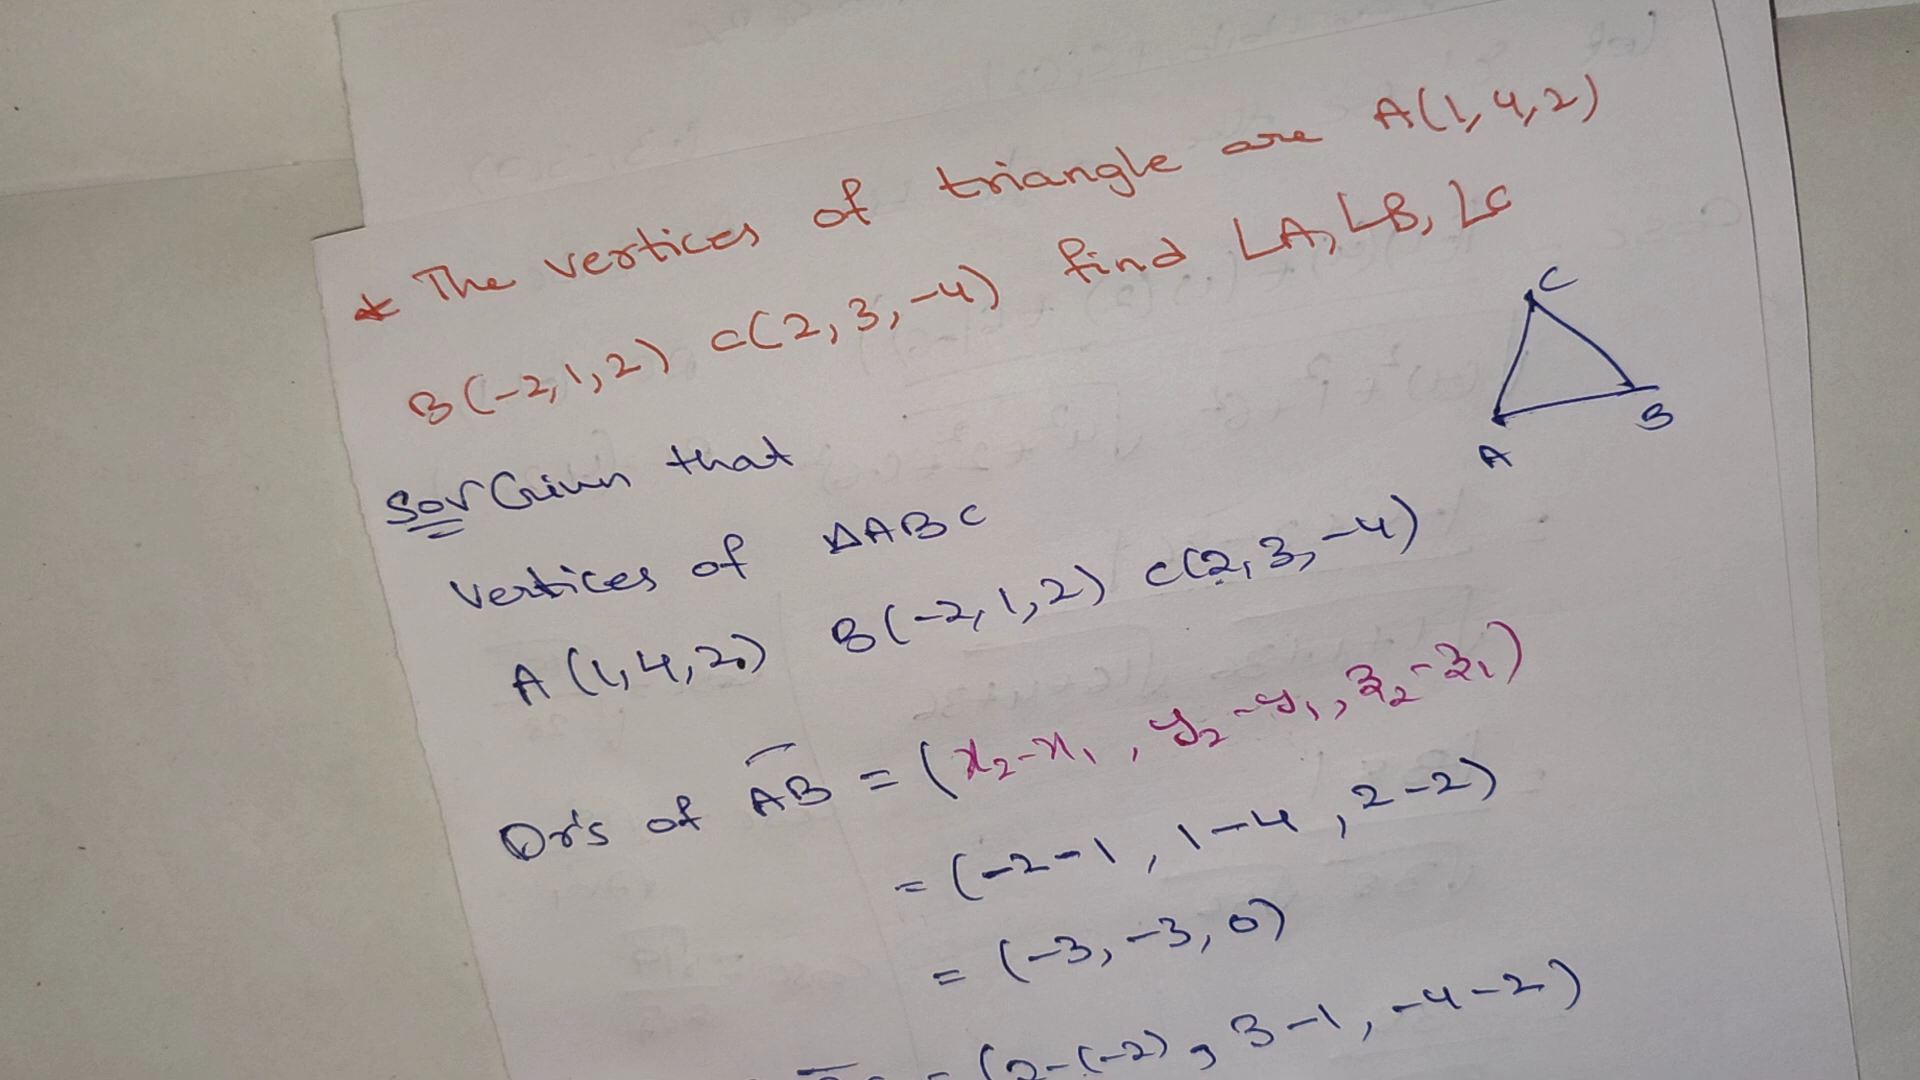 * The vertices of triangle are A(1,4,2)
B(-2,1,2) C(2,3,-4) find ∠A, ∠B, ∠C
C
A
B
Sol Given that
vertices of ΔABC
A(1,4,2) B(-2,1,2) C(2,3,-4)
Dr's of AB = (x₂-x₁, y₂-y₁, z₂-z₁)
= (-2-1, 1-4, 2-2)
= (-3,-3,0)
= (2-(-2), 3-1, -4-2)